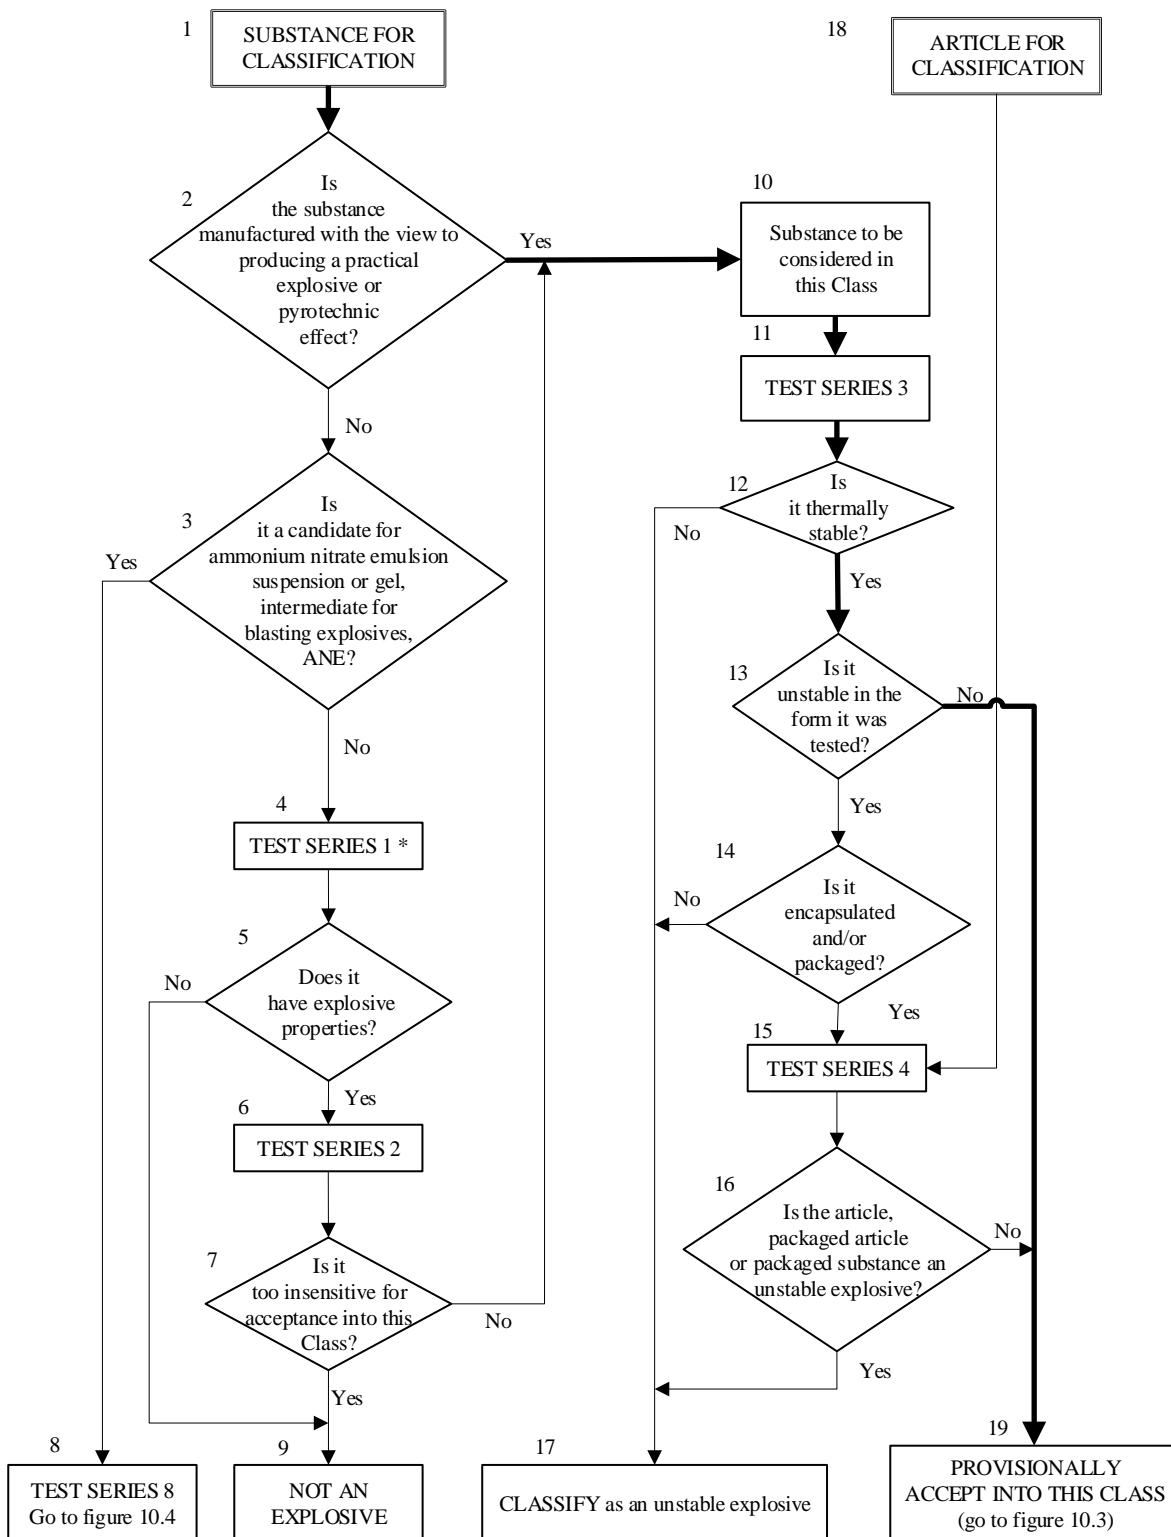 1
SUBSTANCE FOR
CLASSIFICATION
18
ARTICLE FOR
CLASSIFICATION
2
Is
the substance
manufactured with the view to
producing a practical
explosive or
pyrotechnic
effect?
Yes
No
10
Substance to be
considered in
this Class
11
TEST SERIES 3
12
Is
it thermally
stable?
No
Yes
3
Is
it a candidate for
ammonium nitrate emulsion
suspension or gel,
intermediate for
blasting explosives,
ANE?
Yes
No
13
Is it
unstable in the
form it was
tested?
No
Yes
4
TEST SERIES 1 *
14
Is it
encapsulated
and/or
packaged?
No
Yes
5
Does it
have explosive
properties?
No
Yes
15
TEST SERIES 4
6
TEST SERIES 2
16
Is the article,
packaged article
or packaged substance an
unstable explosive?
No
Yes
7
Is it
too insensitive for
acceptance into this
Class?
No
Yes
8
TEST SERIES 8
Go to figure 10.4
9
NOT AN
EXPLOSIVE
17
CLASSIFY as an unstable explosive
19
PROVISIONALLY
ACCEPT INTO THIS CLASS
(go to figure 10.3)